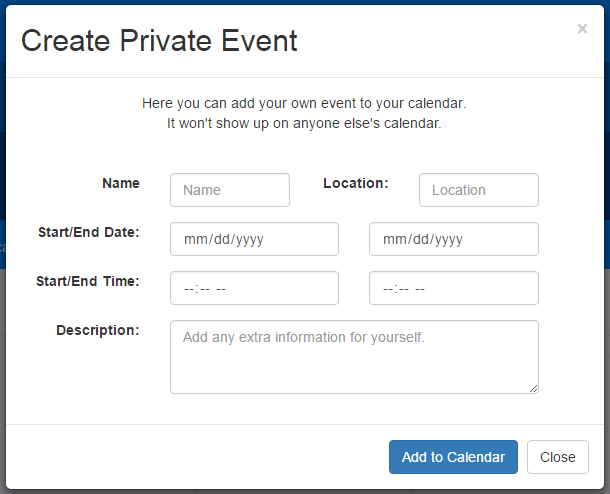 Create Private Event
×
Here you can add your own event to your calendar.
It won't show up on anyone else's calendar.
Name Name Location: Location
Start/End Date: mm/dd/yyyy mm/dd/yyyy
Start/End Time: --:-- -- --:-- --
Description: Add any extra information for yourself.
Add to Calendar Close